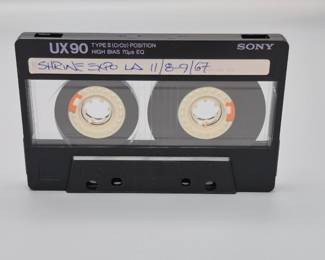 UX90 TYPE II (CrO2) POSITION
HIGH BIAS 70µs EQ SONY
SHRINE EXPO LA 11/8-9/67